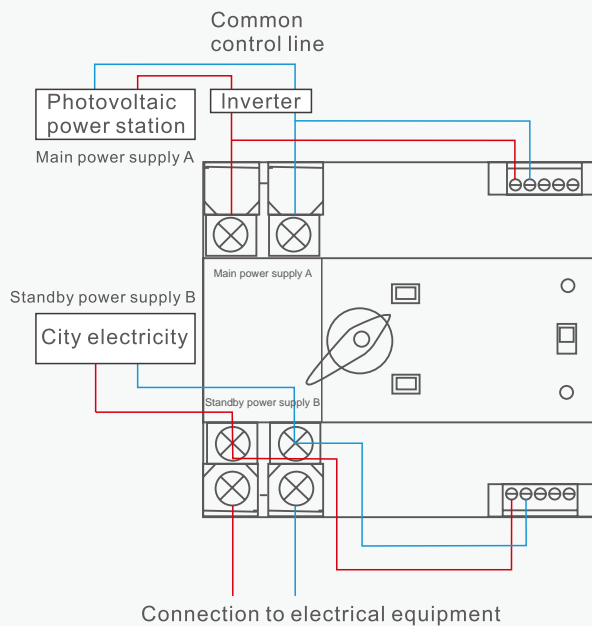 Common
control line
Photovoltaic
power station
Inverter
Main power supply A
Main power supply A
Standby power supply B
City electricity
Standby power supply B
Connection to electrical equipment